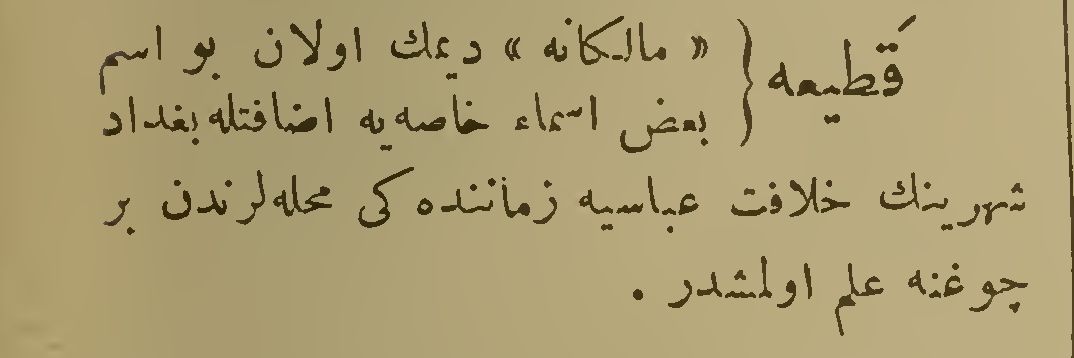 قَطيعه { « مالكانه » ديمك اولان بو اسم
بعض اسماء خاصه‌يه اضافتله بغداد
شهرينك خلافت عباسيه زماننده‌كى محله‌لرندن بر
چوغنه علم اولمشدر .